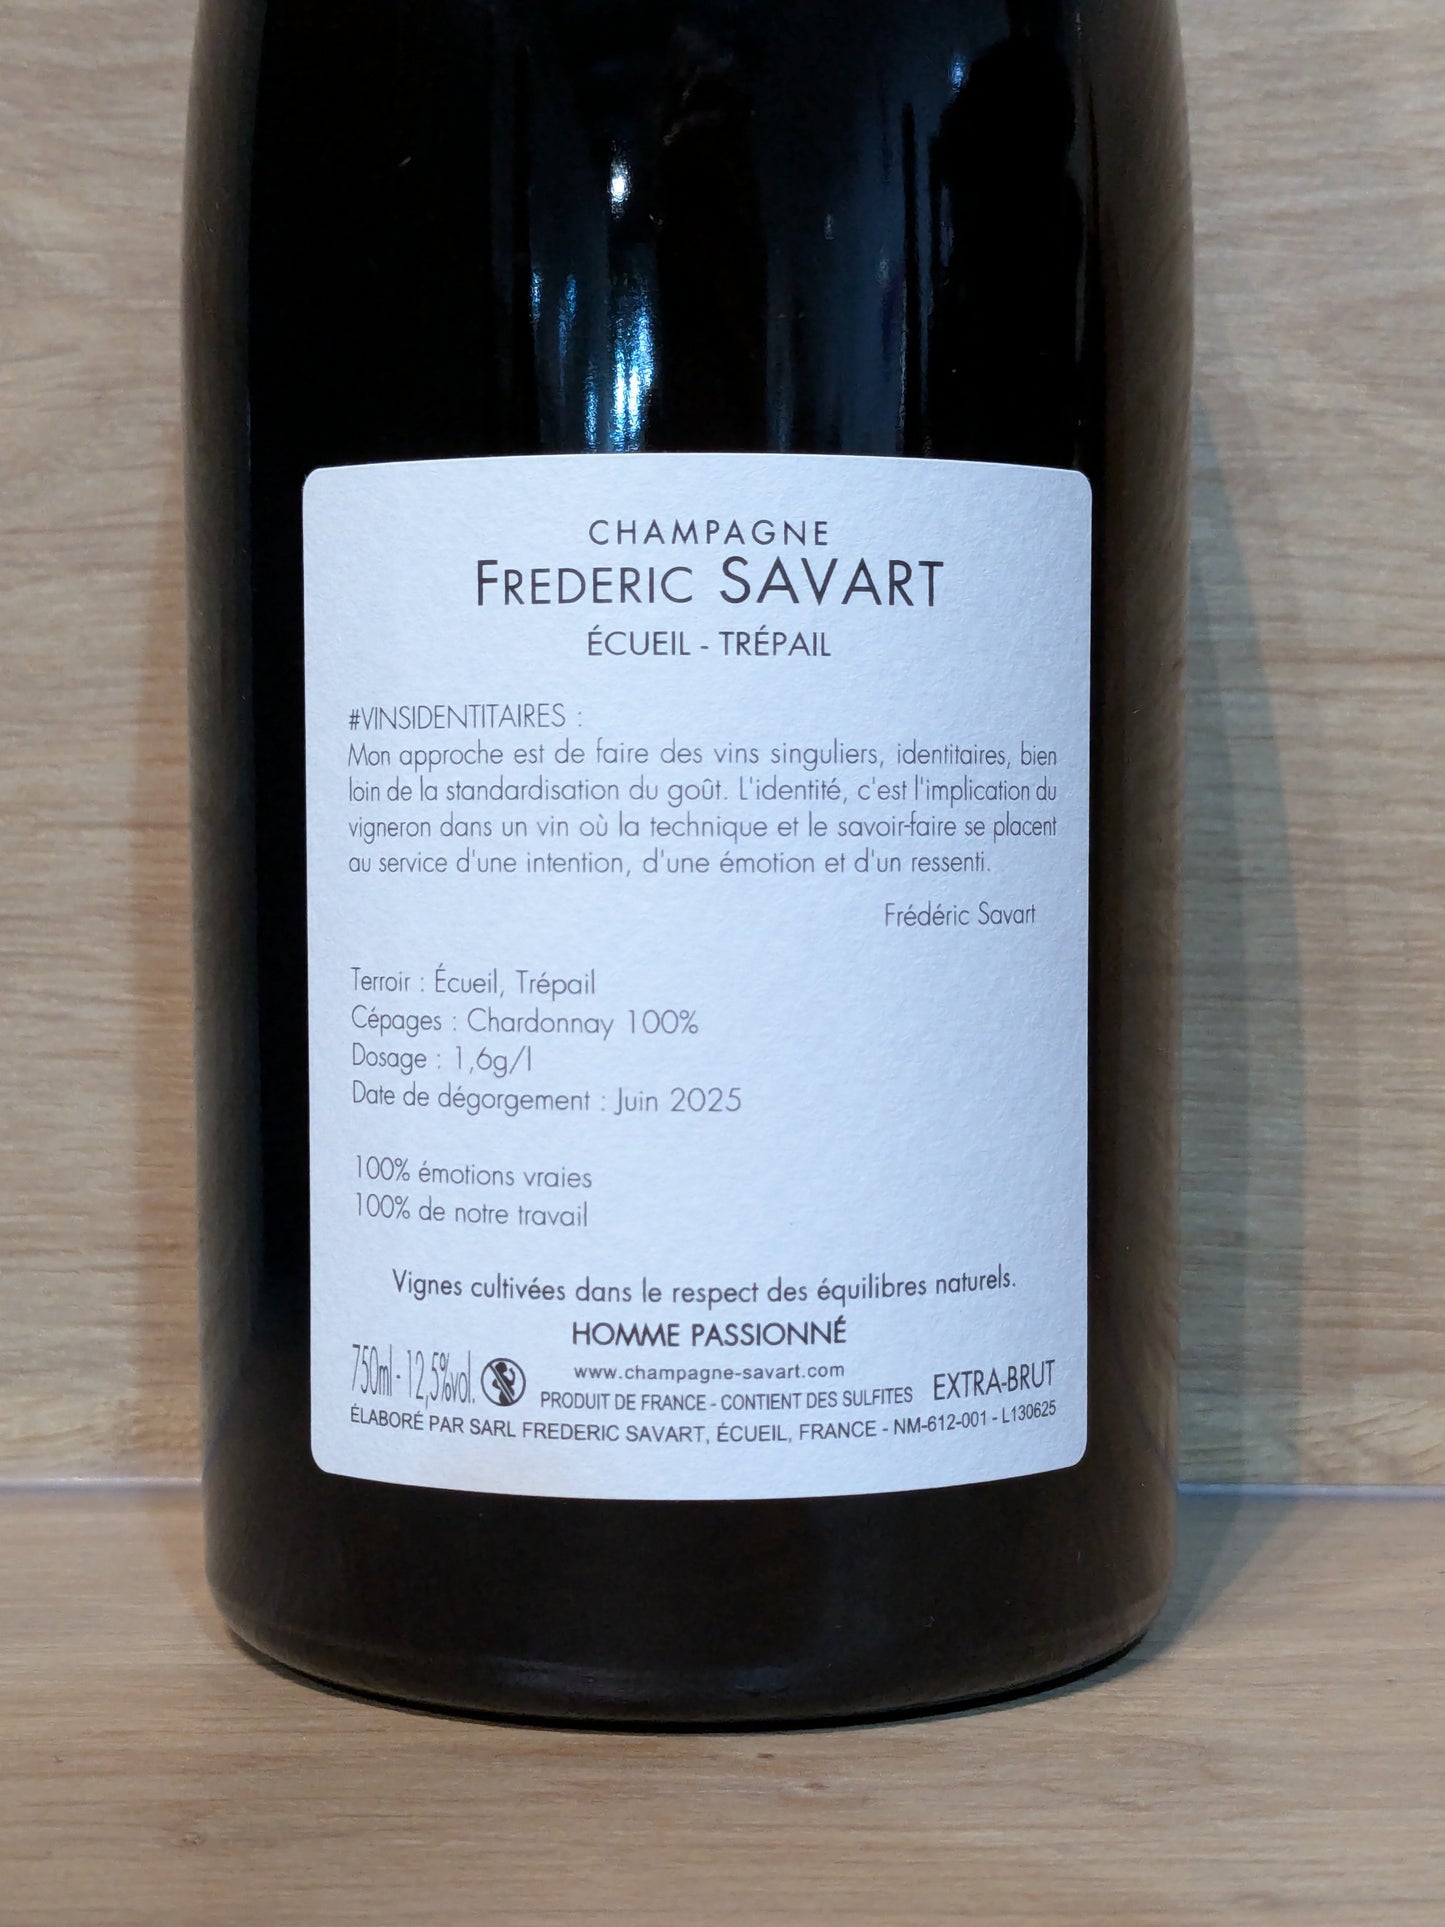 CHAMPAGNE
FREDERIC SAVART
ÉCUEIL - TRÉPAIL
#VINSIDENTITAIRES :
Mon approche est de faire des vins singuliers, identitaires, bien
loin de la standardisation du goût. L'identité, c'est l'implication du
vigneron dans un vin où la technique et le savoir-faire se placent
au service d'une intention, d'une émotion et d'un ressenti.
Frédéric Savart
Terroir : Écueil, Trépail
Cépages : Chardonnay 100%
Dosage : 1,6g/l
Date de dégorgement : Juin 2025
100% émotions vraies
100% de notre travail
Vignes cultivées dans le respect des équilibres naturels.
HOMME PASSIONNÉ
www.champagne-savart.com
750ml - 12,5%vol. PRODUIT DE FRANCE - CONTIENT DES SULFITES EXTRA-BRUT
ÉLABORÉ PAR SARL FREDERIC SAVART, ÉCUEIL, FRANCE - NM-612-001 - L130625